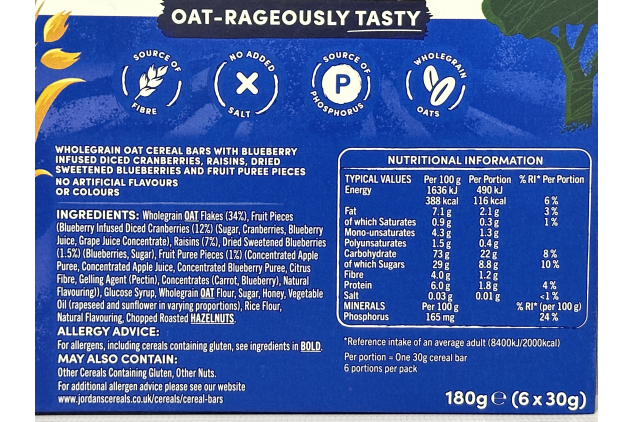 OAT-RAGEOUSLY TASTY
SOURCE OF FIBRE
NO ADDED SALT
SOURCE OF PHOSPHORUS
P
WHOLEGRAIN OATS
WHOLEGRAIN OAT CEREAL BARS WITH BLUEBERRY
INFUSED DICED CRANBERRIES, RAISINS, DRIED
SWEETENED BLUEBERRIES AND FRUIT PUREE PIECES
NO ARTIFICIAL FLAVOURS
OR COLOURS
INGREDIENTS: Wholegrain OAT Flakes (34%), Fruit Pieces
(Blueberry Infused Diced Cranberries (12%) (Sugar, Cranberries, Blueberry
Juice, Grape Juice Concentrate), Raisins (7%), Dried Sweetened Blueberries
(1.5%) (Blueberries, Sugar), Fruit Puree Pieces (1%) (Concentrated Apple
Puree, Concentrated Apple Juice, Concentrated Blueberry Puree, Citrus
Fibre, Gelling Agent (Pectin), Concentrates (Carrot, Blueberry), Natural
Flavouring)), Glucose Syrup, Wholegrain OAT Flour, Sugar, Honey, Vegetable
Oil (rapeseed and sunflower in varying proportions), Rice Flour,
Natural Flavouring, Chopped Roasted HAZELNUTS.
ALLERGY ADVICE:
For allergens, including cereals containing gluten, see ingredients in BOLD.
MAY ALSO CONTAIN:
Other Cereals Containing Gluten, Other Nuts.
For additional allergen advice please see our website
www.jordanscereals.co.uk/cereals/cereal-bars
NUTRITIONAL INFORMATION
TYPICAL VALUES Per 100 g Per Portion % RI* Per Portion
Energy 1636 kJ 490 kJ
388 kcal 116 kcal 6 %
Fat 7.1 g 2.1 g 3 %
of which Saturates 0.9 g 0.3 g 1 %
Mono-unsaturates 4.3 g 1.3 g
Polyunsaturates 1.5 g 0.4 g
Carbohydrate 73 g 22 g 8 %
of which Sugars 29 g 8.8 g 10 %
Fibre 4.0 g 1.2 g
Protein 6.0 g 1.8 g 4 %
Salt 0.03 g 0.01 g <1 %
MINERALS Per 100 g % RI* (per 100 g)
Phosphorus 165 mg 24 %
*Reference intake of an average adult (8400kJ/2000kcal)
Per portion = One 30g cereal bar
6 portions per pack
180g ℮ (6 x 30g)